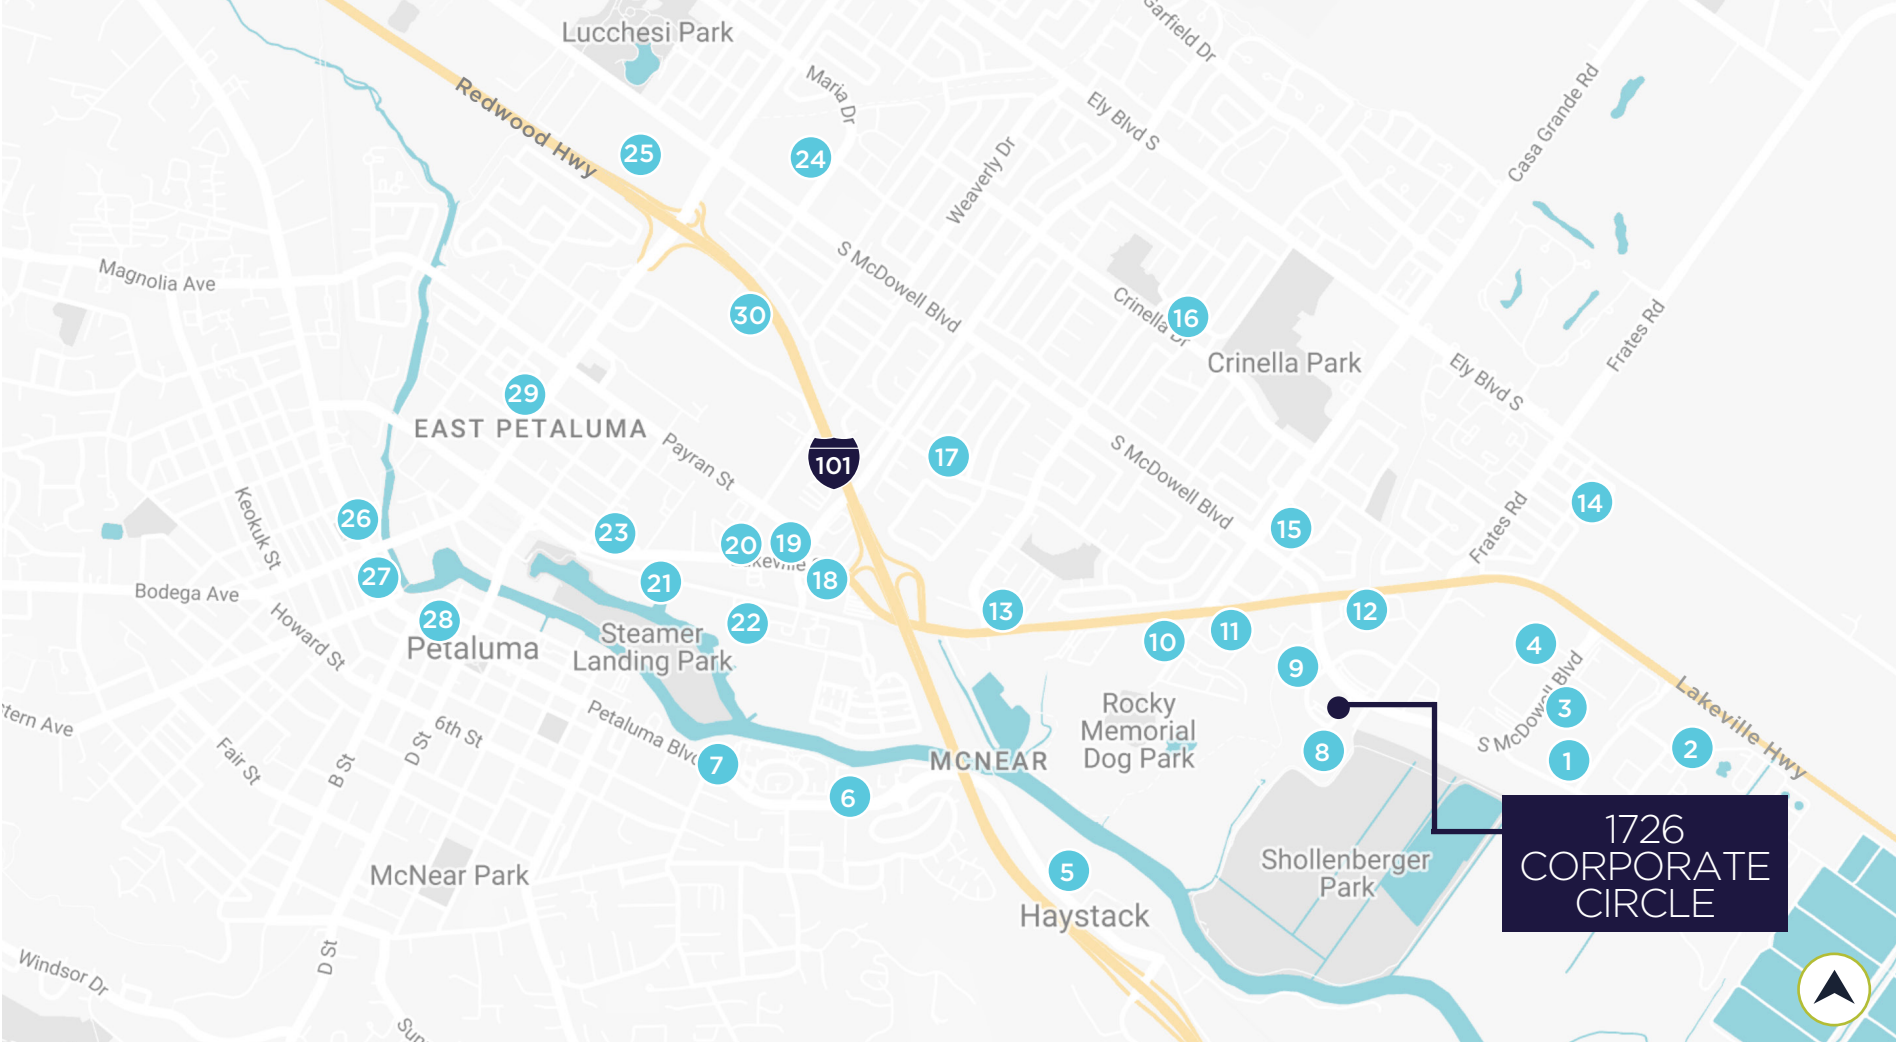 Lucchesi Park
Garfield Dr
Maria Dr
Redwood Hwy
Ely Blvd S
Casa Grande Rd
25
24
Weaverly Dr
Magnolia Ave
S McDowell Blvd
30
Crinella Dr
16
Frates Rd
Crinella Park
Ely Blvd S
29
EAST PETALUMA
Payran St
101
17
S McDowell Blvd
Keokuk St
26
23
20
19
15
14
Frates Rd
27
Bodega Ave
21
18
28
22
13
10
11
12
Howard St
Petaluma
Steamer
Landing Park
9
4
S McDowell Blvd
3
Lakeville Hwy
Rocky
Memorial
Dog Park
6th St
Petaluma Blvd
Fair St
B St
D St
7
MCNEAR
8
1
2
6
1726
CORPORATE
CIRCLE
McNear Park
5
Shollenberger
Park
Haystack
D St
Windsor Dr